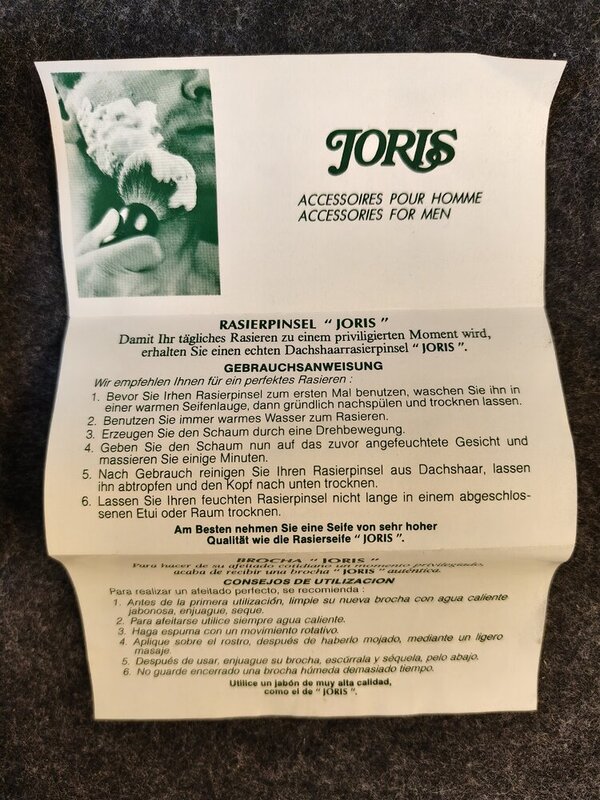 JORIS
ACCESSOIRES POUR HOMME
ACCESSORIES FOR MEN
RASIERPINSEL " JORIS "
Damit Ihr tägliches Rasieren zu einem priviligierten Moment wird,
erhalten Sie einen echten Dachshaarrasierpinsel " JORIS ".
GEBRAUCHSANWEISUNG
Wir empfehlen Ihnen für ein perfektes Rasieren :
1. Bevor Sie Irhen Rasierpinsel zum ersten Mal benutzen, waschen Sie ihn in
einer warmen Seifenlauge, dann gründlich nachspülen und trocknen lassen.
2. Benutzen Sie immer warmes Wasser zum Rasieren.
3. Erzeugen Sie den Schaum durch eine Drehbewegung.
4. Geben Sie den Schaum nun auf das zuvor angefeuchtete Gesicht und
massieren Sie einige Minuten.
5. Nach Gebrauch reinigen Sie Ihren Rasierpinsel aus Dachshaar, lassen
ihn abtropfen und den Kopf nach unten trocknen.
6. Lassen Sie Ihren feuchten Rasierpinsel nicht lange in einem abgeschlos-
senen Etui oder Raum trocknen.
Am Besten nehmen Sie eine Seife von sehr hoher
Qualität wie die Rasierseife " JORIS ".
BROCHA " JORIS "
Para hacer de su afeitado cotidiano un momento privilegiado,
acaba de recibir una brocha " JORIS " auténtica.
CONSEJOS DE UTILIZACION
Para realizar un afeitado perfecto, se recomienda :
1. Antes de la primera utilización, limpie su nueva brocha con agua caliente
jabonosa, enjuague, seque.
2. Para afeitarse utilice siempre agua caliente.
3. Haga espuma con un movimiento rotativo.
4. Aplique sobre el rostro, después de haberlo mojado, mediante un ligero
masaje.
5. Después de usar, enjuague su brocha, escúrrala y séquela, pelo abajo.
6. No guarde encerrado una brocha húmeda demasiado tiempo.
Utilice un jabón de muy alta calidad,
como el de " JORIS ".